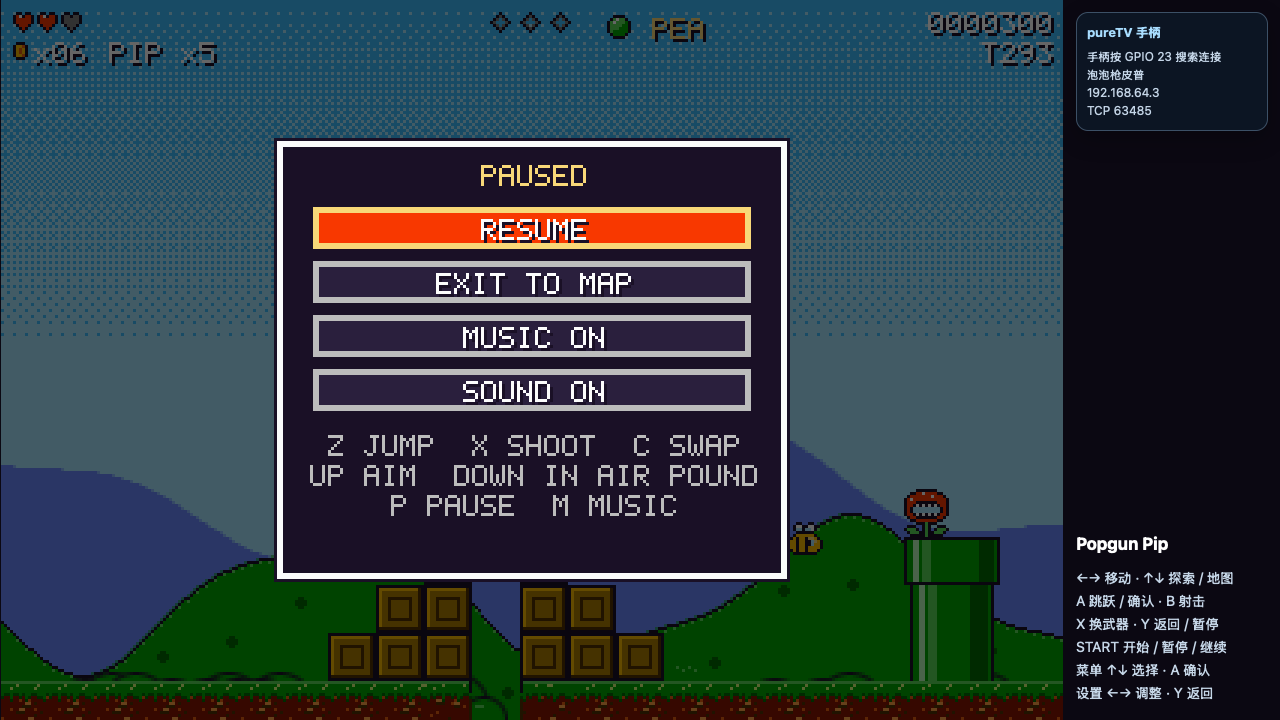 PEA
0000300
x06 PIP x5
T293
PAUSED
RESUME
EXIT TO MAP
MUSIC ON
SOUND ON
Z JUMP X SHOOT C SWAP
UP AIM DOWN IN AIR POUND
P PAUSE M MUSIC
pureTV 手柄
手柄按 GPIO 23 搜索连接
泡泡枪皮普
192.168.64.3
TCP 63485
Popgun Pip
←→ 移动 · ↑↓ 探索 / 地图
A 跳跃 / 确认 · B 射击
X 换武器 · Y 返回 / 暂停
START 开始 / 暂停 / 继续
菜单 ↑↓ 选择 · A 确认
设置 ←→ 调整 · Y 返回